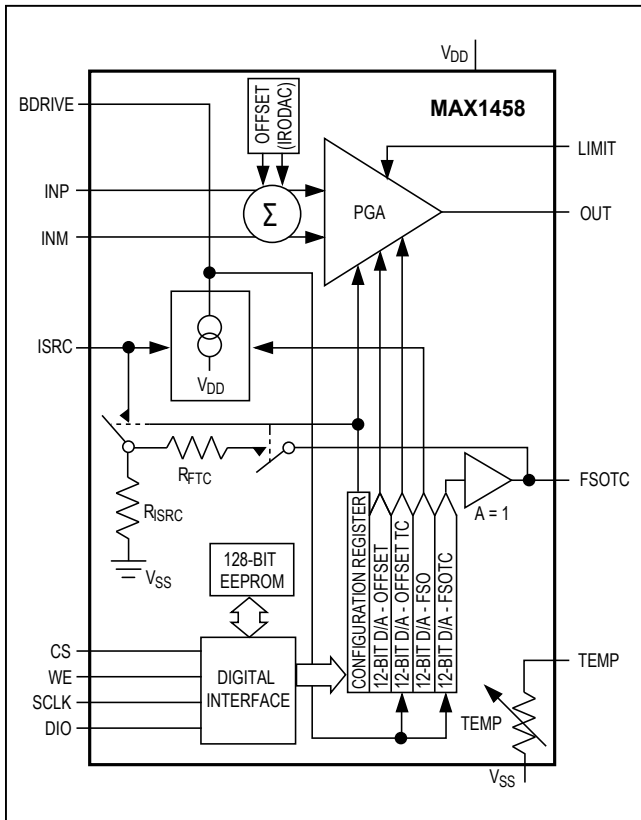 VDD
MAX1458
BDRIVE
OFFSET
(IRODAC)
LIMIT
INP
Σ
PGA
OUT
INM
ISRC
VDD
RFTC
FSOTC
A = 1
RISRC
VSS
128-BIT
EEPROM
CONFIGURATION REGISTER
12-BIT D/A - OFFSET
12-BIT D/A - OFFSET TC
12-BIT D/A - FSO
12-BIT D/A - FSOTC
CS
WE
SCLK
DIO
DIGITAL
INTERFACE
TEMP
TEMP
VSS